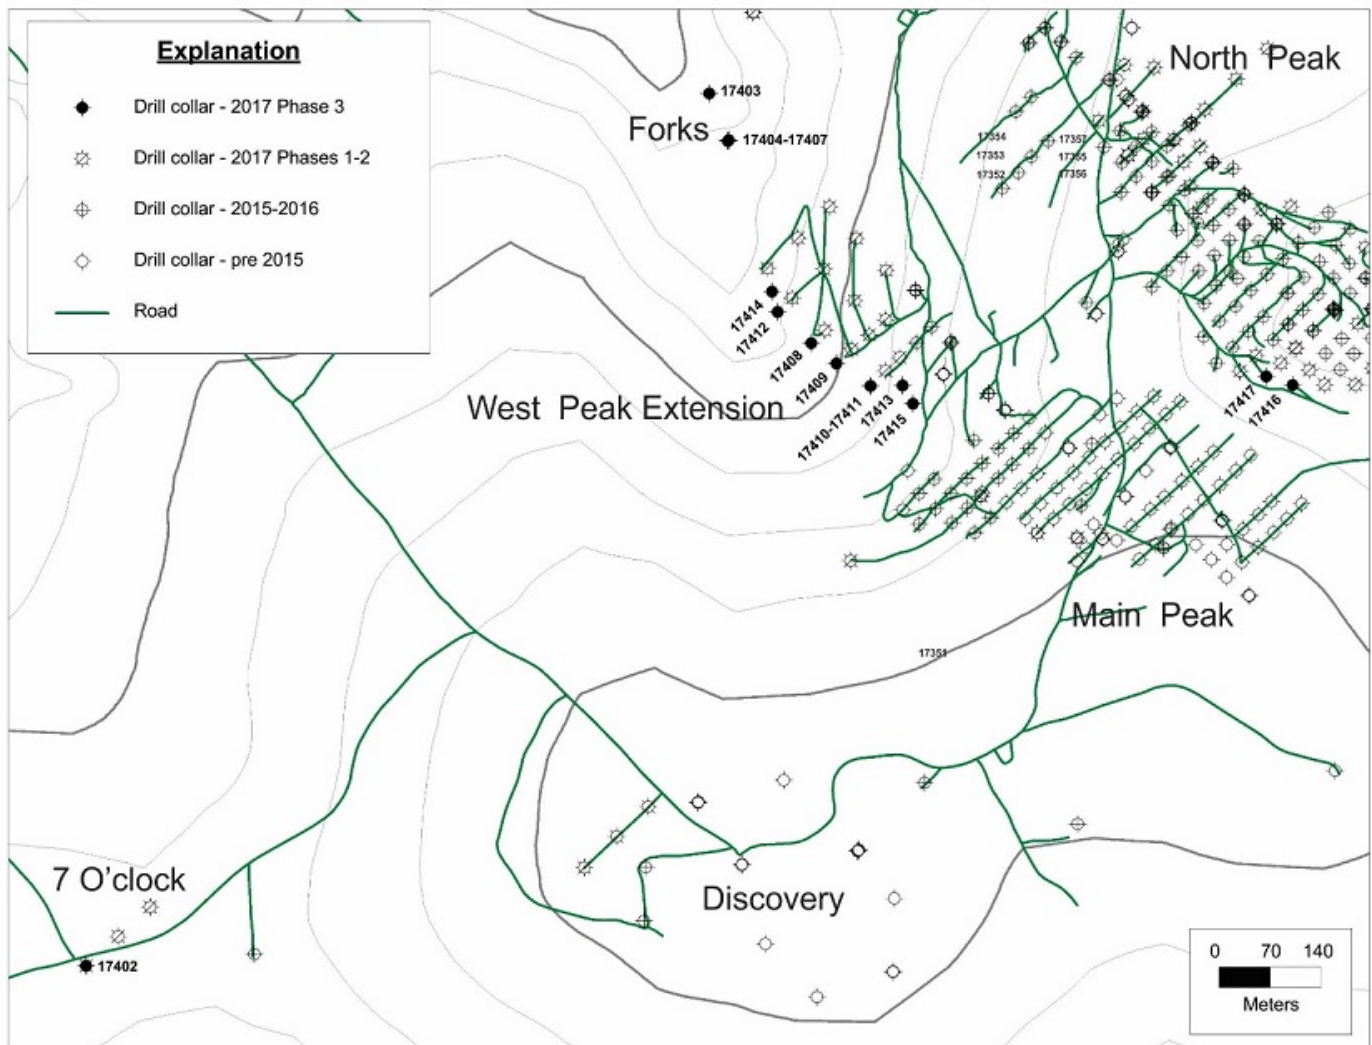 Explanation
Drill collar - 2017 Phase 3
Drill collar - 2017 Phases 1-2
Drill collar - 2015-2016
Drill collar - pre 2015
Road
North Peak
17403
Forks
17404-17407
17354
17357
17353
17355
17352
17356
17414
17412
17408
17409
17410-17411
17413
17415
17417
17416
West Peak Extension
Main Peak
17351
7 O'clock
Discovery
17402
0 70 140
Meters